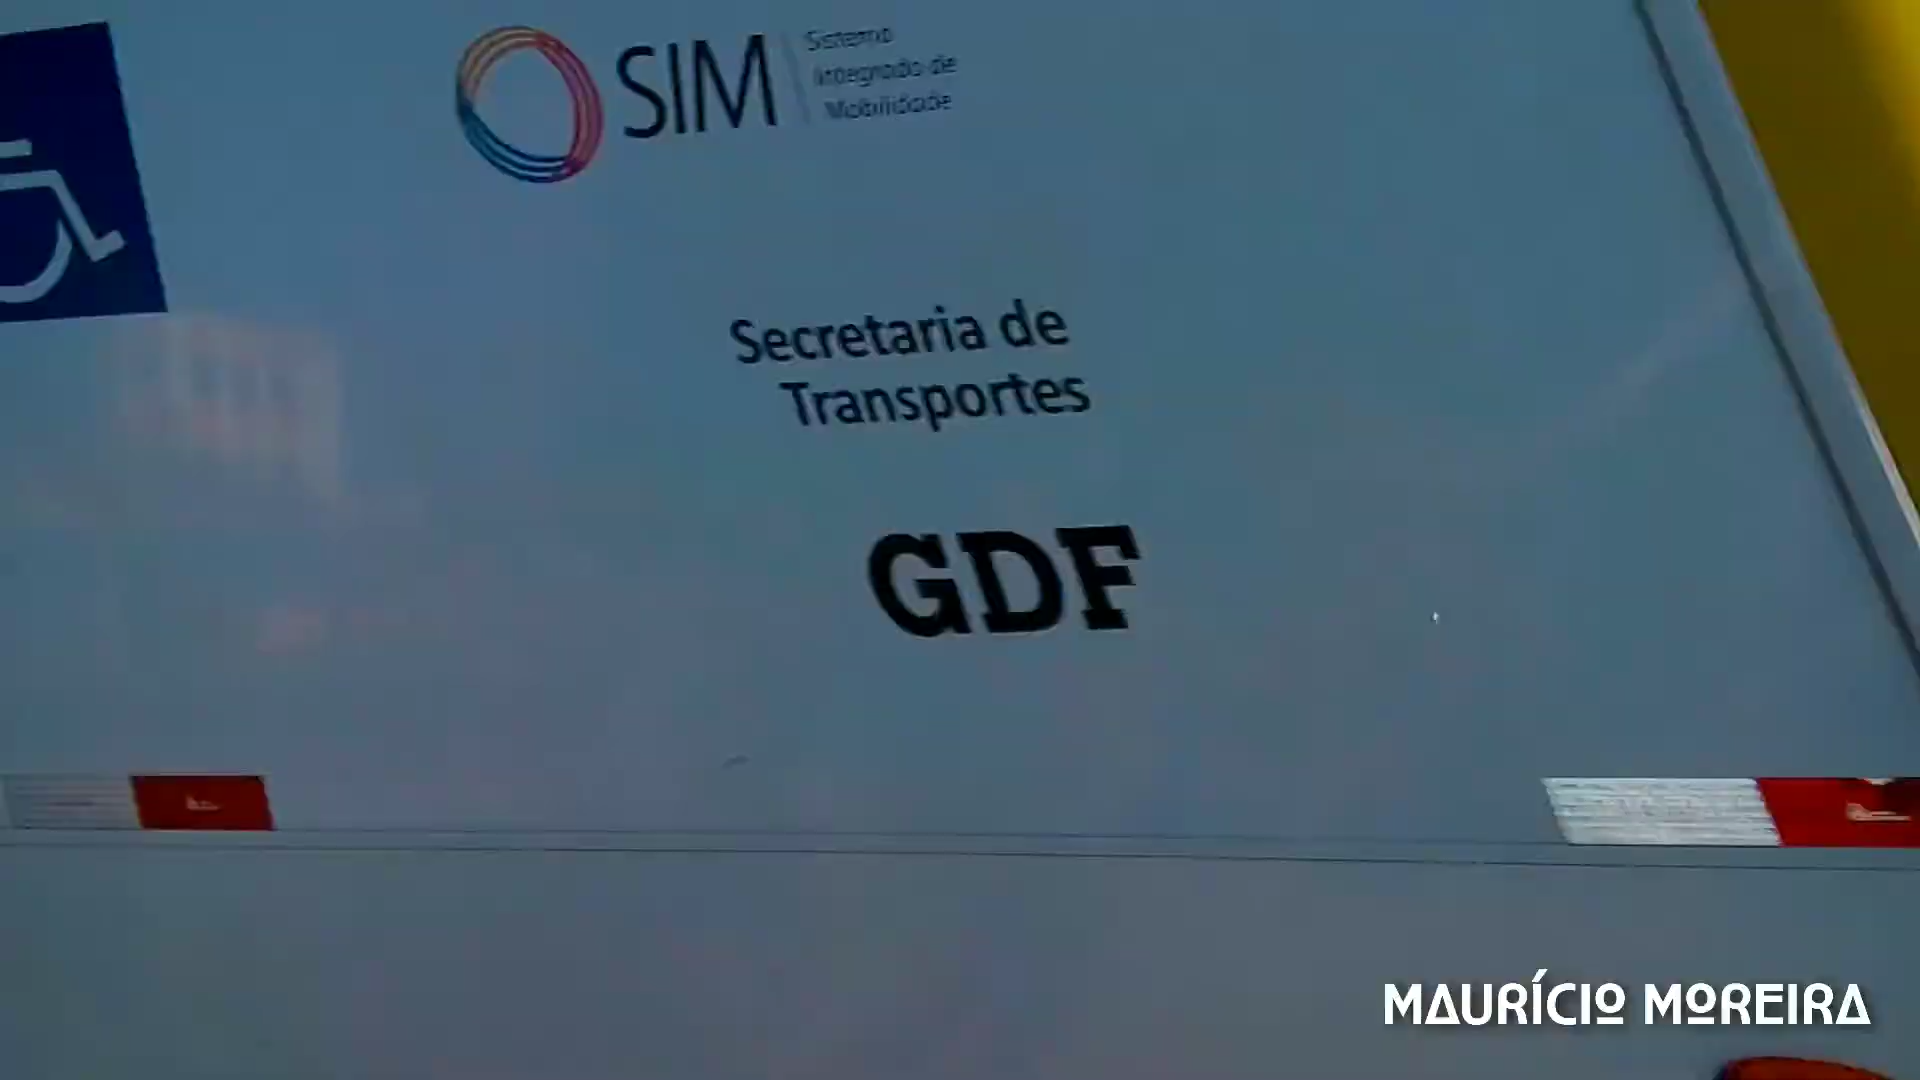 SIM
Sistema
Integrado de
Mobilidade
Secretaria de
Transportes
GDF
MAURÍCIO MOREIRA